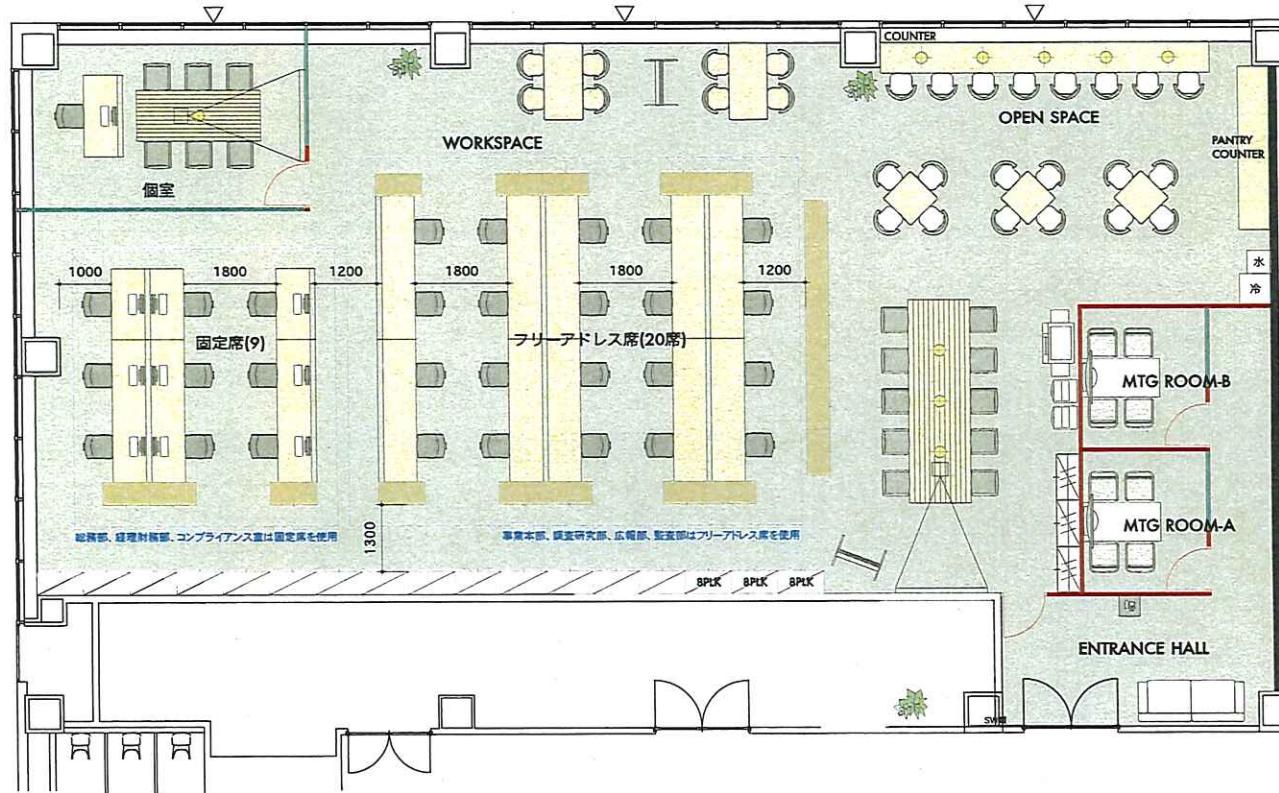 COUNTER
OPEN SPACE
PANTRY
COUNTER
WORKSPACE
個室
水
冷
1000
1800
1200
1800
1800
1200
固定席(9)
フリーアドレス席(20席)
MTG ROOM-B
MTG ROOM-A
総務部、経理財務部、コンプライアンス室は固定席を使用
1300
事業本部、調査研究部、広報部、監査部はフリーアドレス席を使用
8PLK
8PLK
8PLK
ENTRANCE HALL